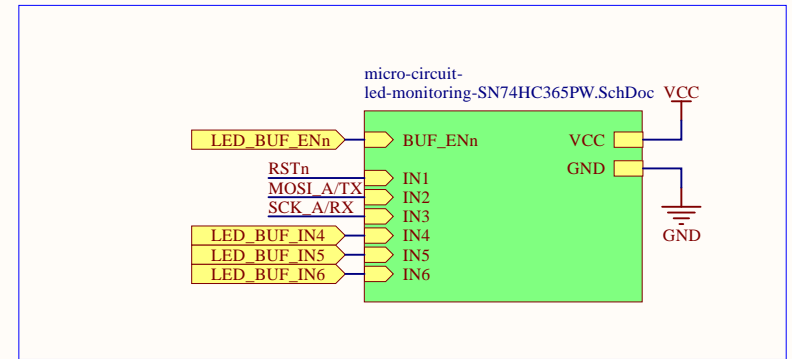 micro-circuit-
led-monitoring-SN74HC365PW.SchDoc
VCC
LED_BUF_ENn
BUF_ENn
VCC
RSTn
IN1
GND
MOSI_A/TX
IN2
SCK_A/RX
IN3
LED_BUF_IN4
IN4
GND
LED_BUF_IN5
IN5
LED_BUF_IN6
IN6